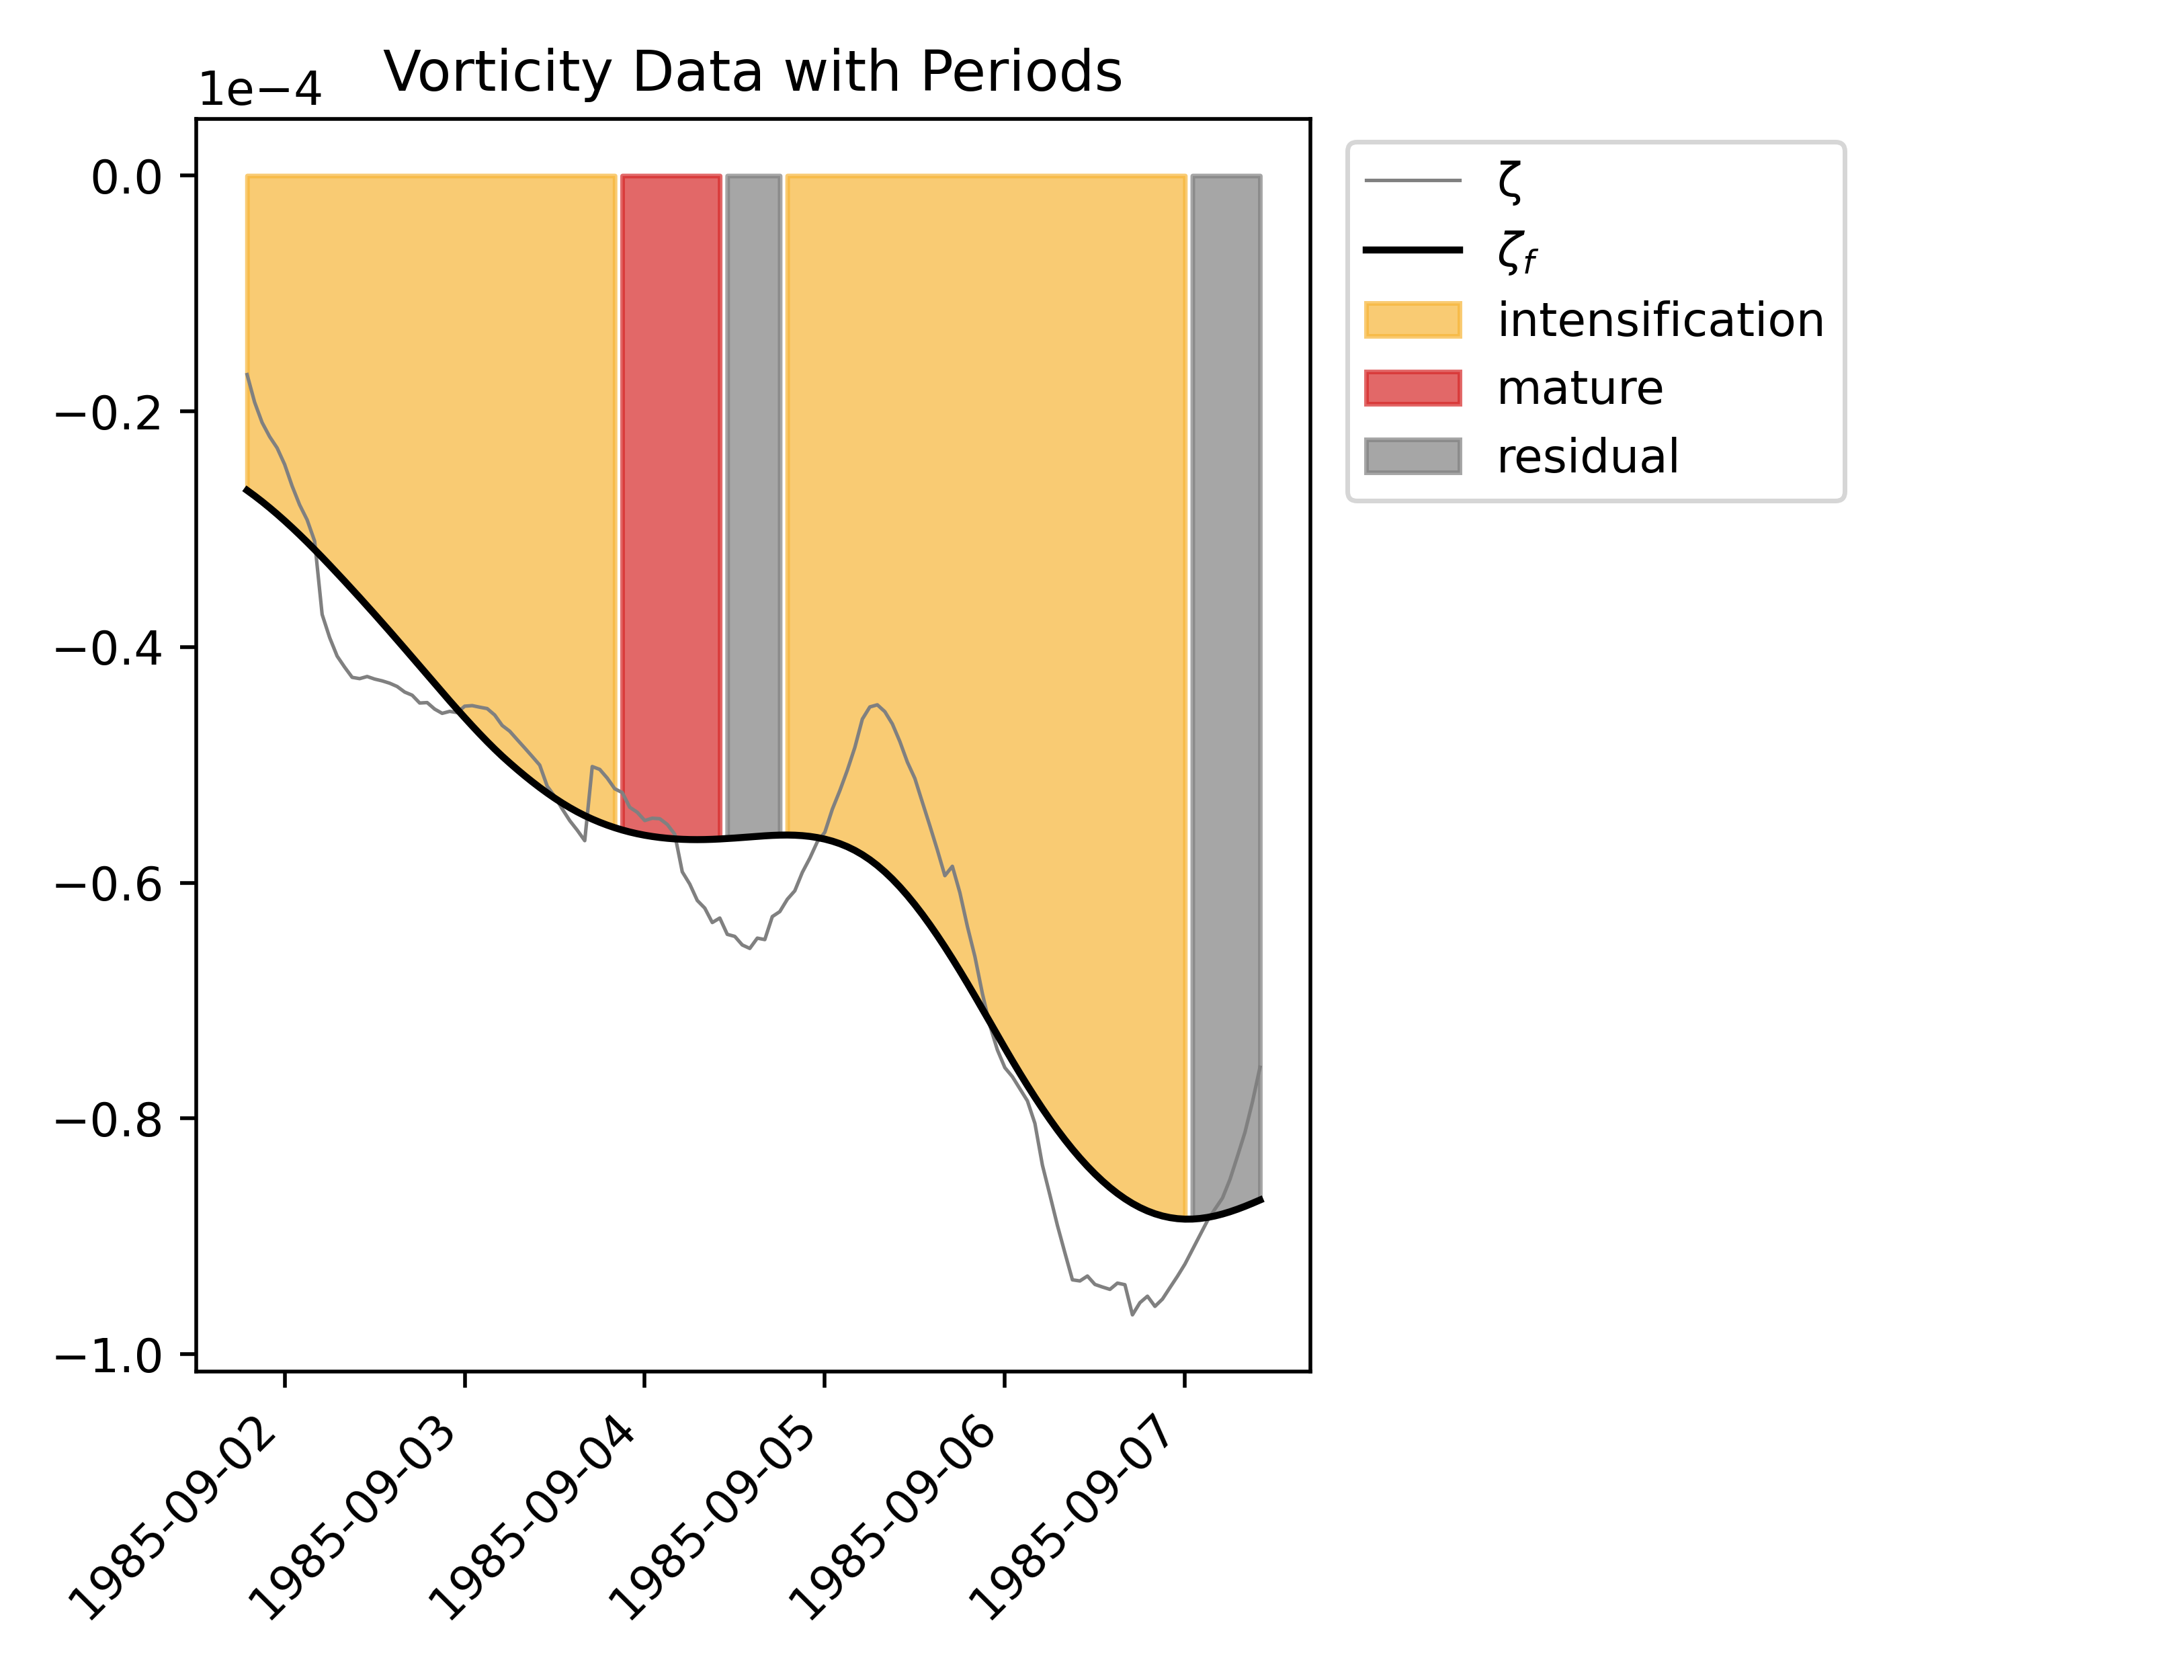 Vorticity Data with Periods
1e−4
0.0
−0.2
−0.4
−0.6
−0.8
−1.0
1985-09-02
1985-09-03
1985-09-04
1985-09-05
1985-09-06
1985-09-07
ζ
ζf
intensification
mature
residual